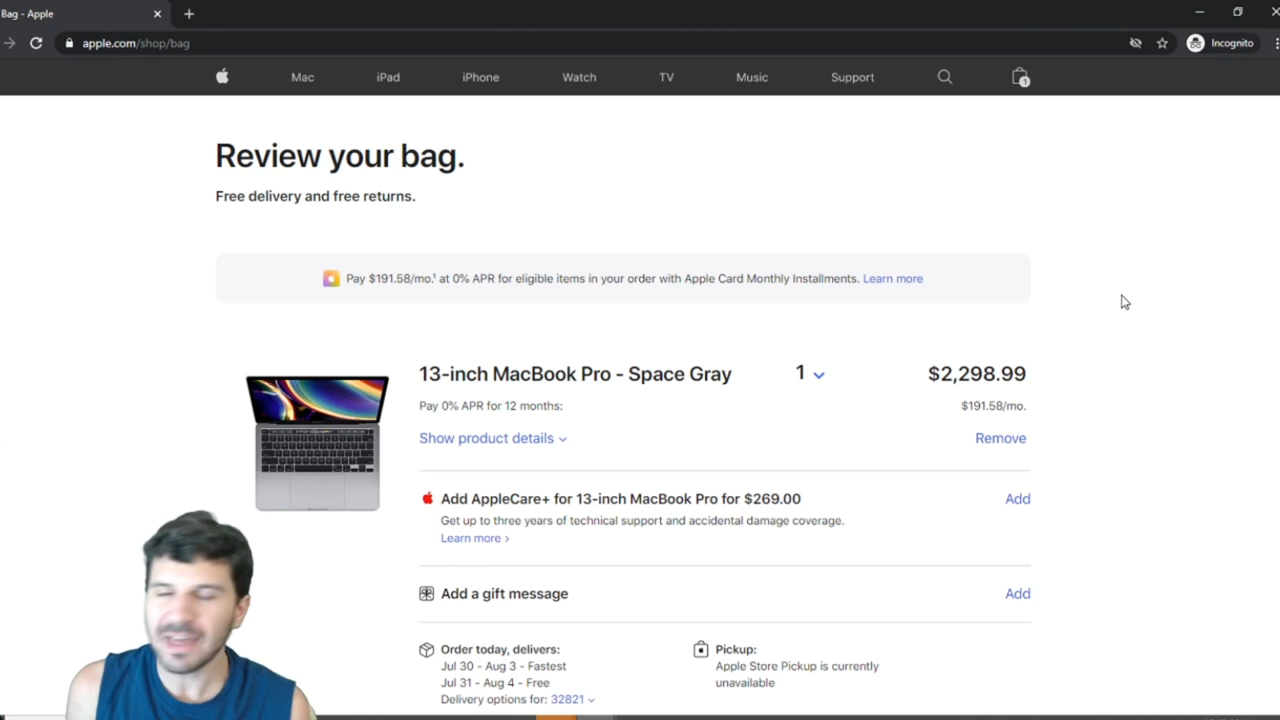 Bag - Apple
apple.com/shop/bag
Incognito
Mac iPad iPhone Watch TV Music Support
1
Review your bag.
Free delivery and free returns.
Pay $191.58/mo.¹ at 0% APR for eligible items in your order with Apple Card Monthly Installments. Learn more
13-inch MacBook Pro - Space Gray 1 $2,298.99
Pay 0% APR for 12 months: $191.58/mo.
Show product details Remove
Add AppleCare+ for 13-inch MacBook Pro for $269.00 Add
Get up to three years of technical support and accidental damage coverage.
Learn more >
Add a gift message Add
Order today, delivers:
Jul 30 - Aug 3 - Fastest
Jul 31 - Aug 4 - Free
Delivery options for: 32821
Pickup:
Apple Store Pickup is currently
unavailable